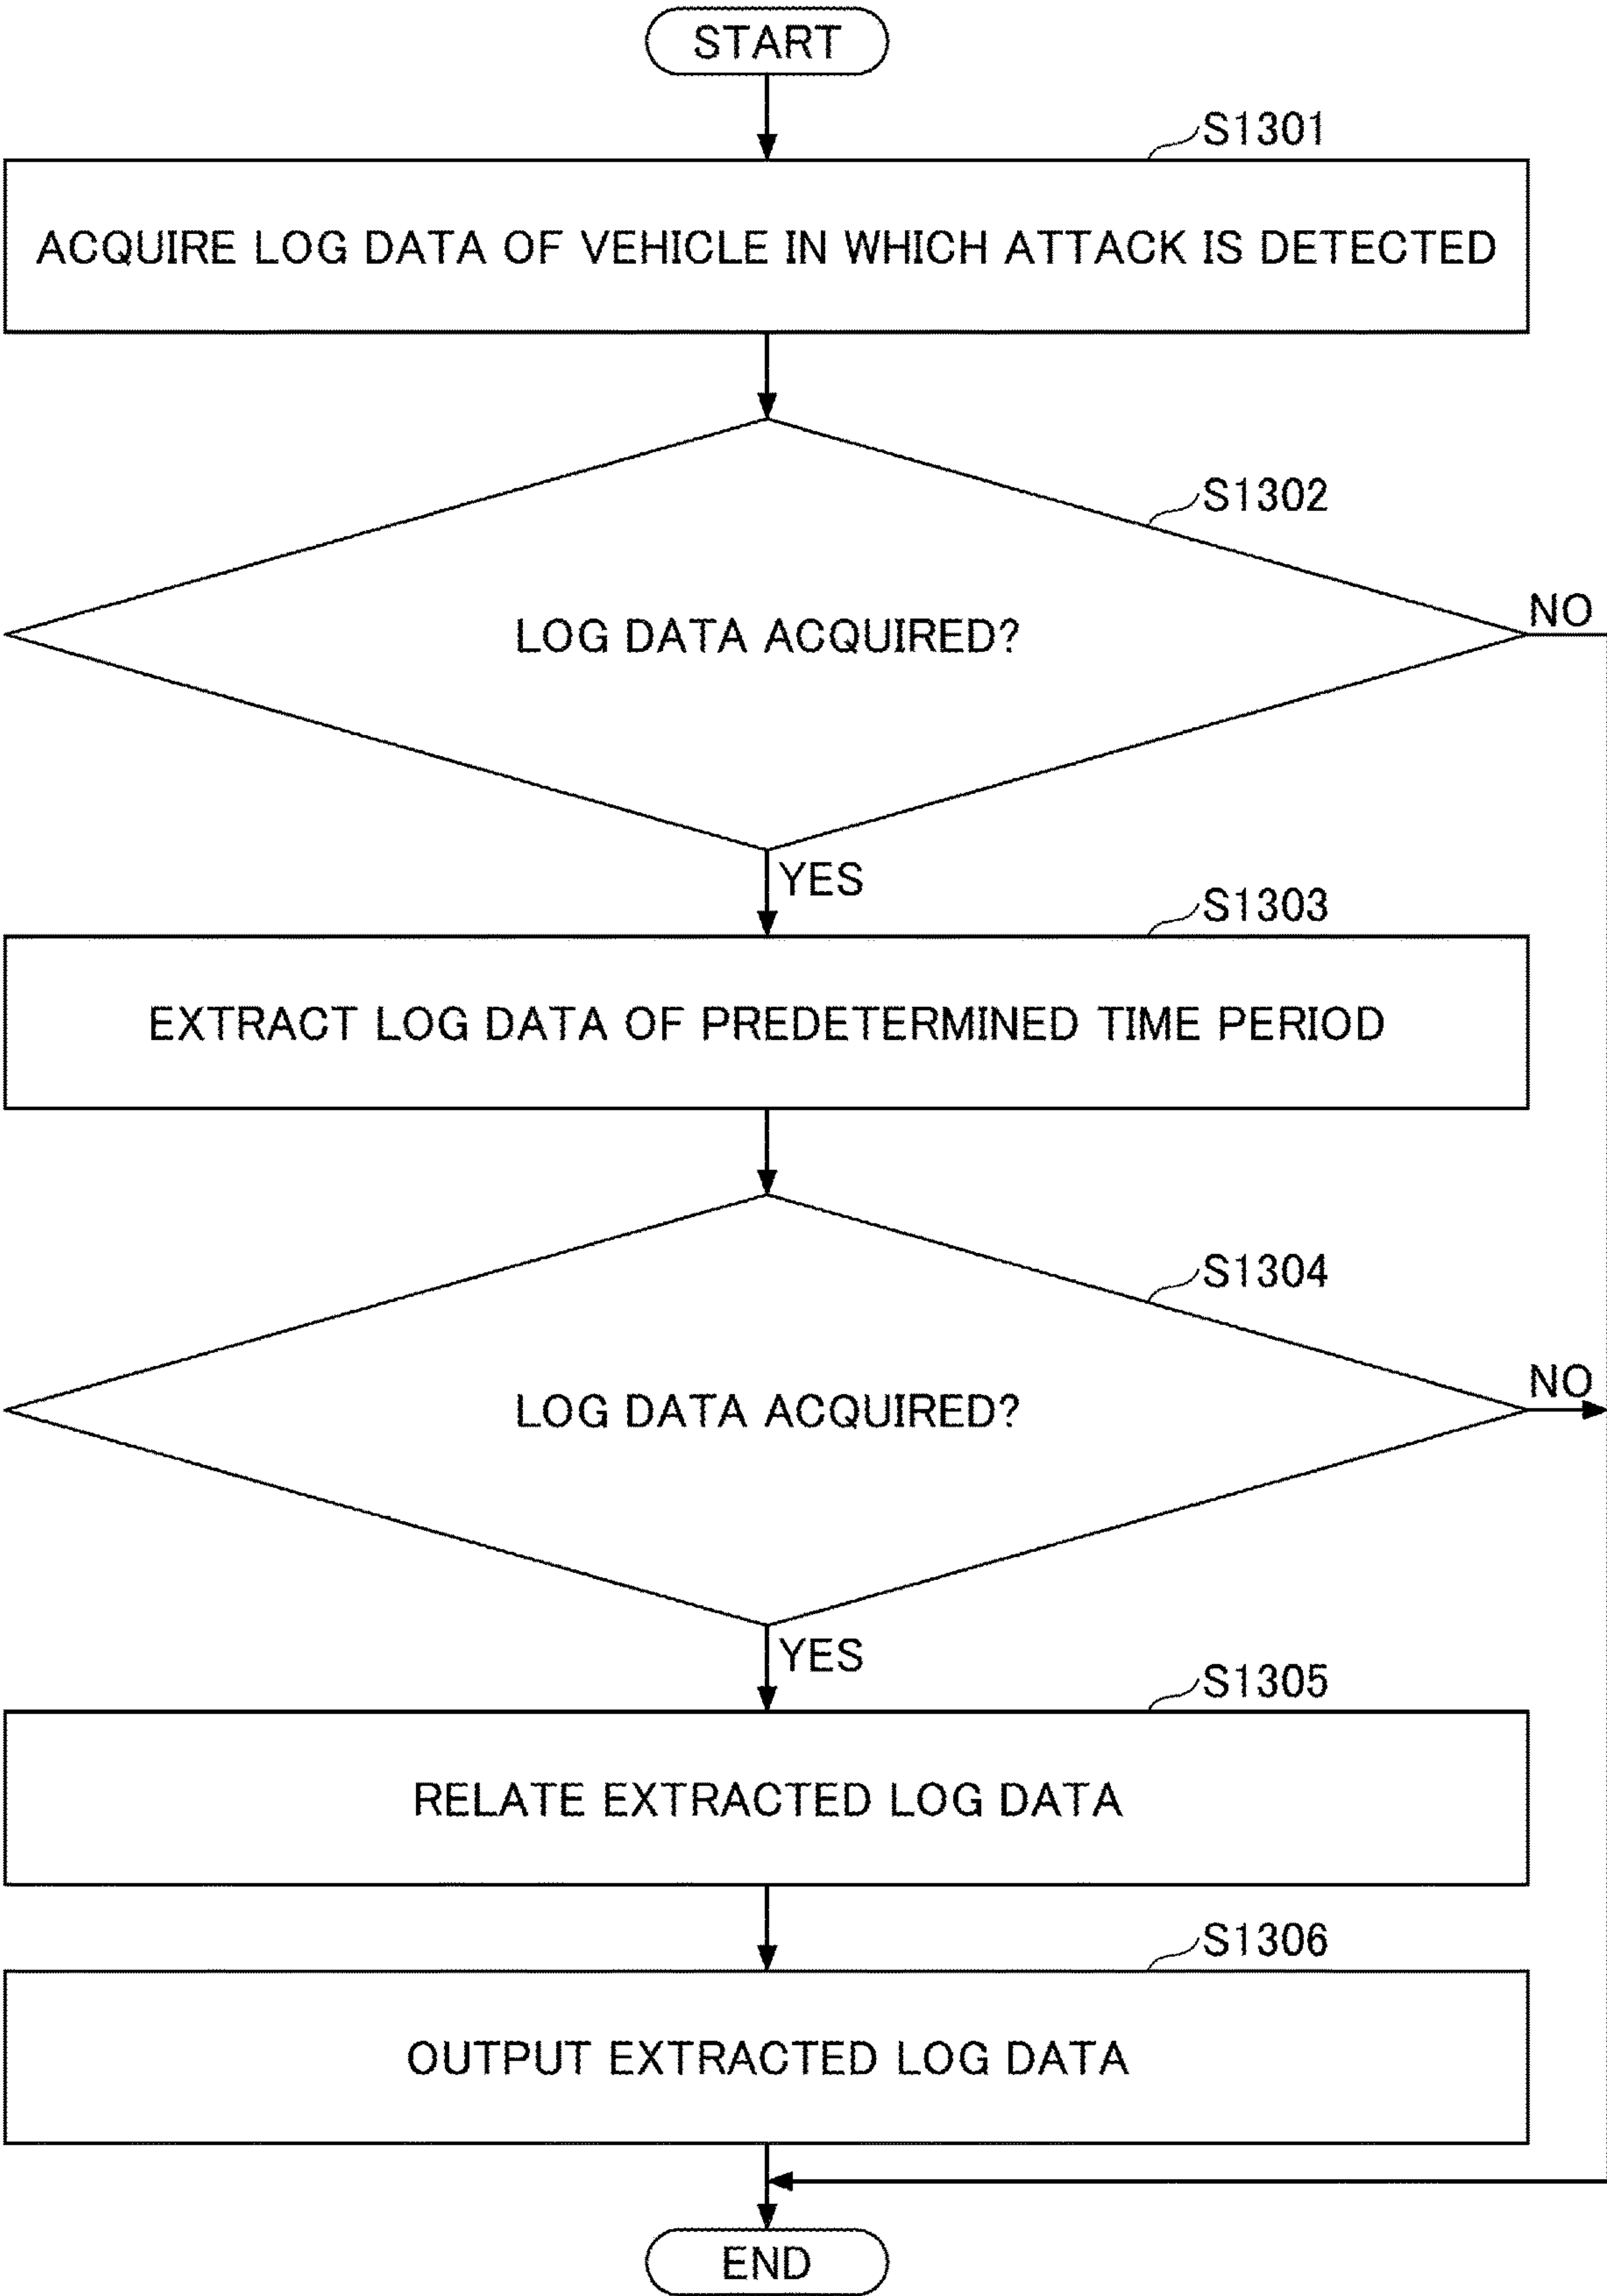 START
S1301
ACQUIRE LOG DATA OF VEHICLE IN WHICH ATTACK IS DETECTED
S1302
LOG DATA ACQUIRED?
NO
YES
S1303
EXTRACT LOG DATA OF PREDETERMINED TIME PERIOD
S1304
LOG DATA ACQUIRED?
NO
YES
S1305
RELATE EXTRACTED LOG DATA
S1306
OUTPUT EXTRACTED LOG DATA
END